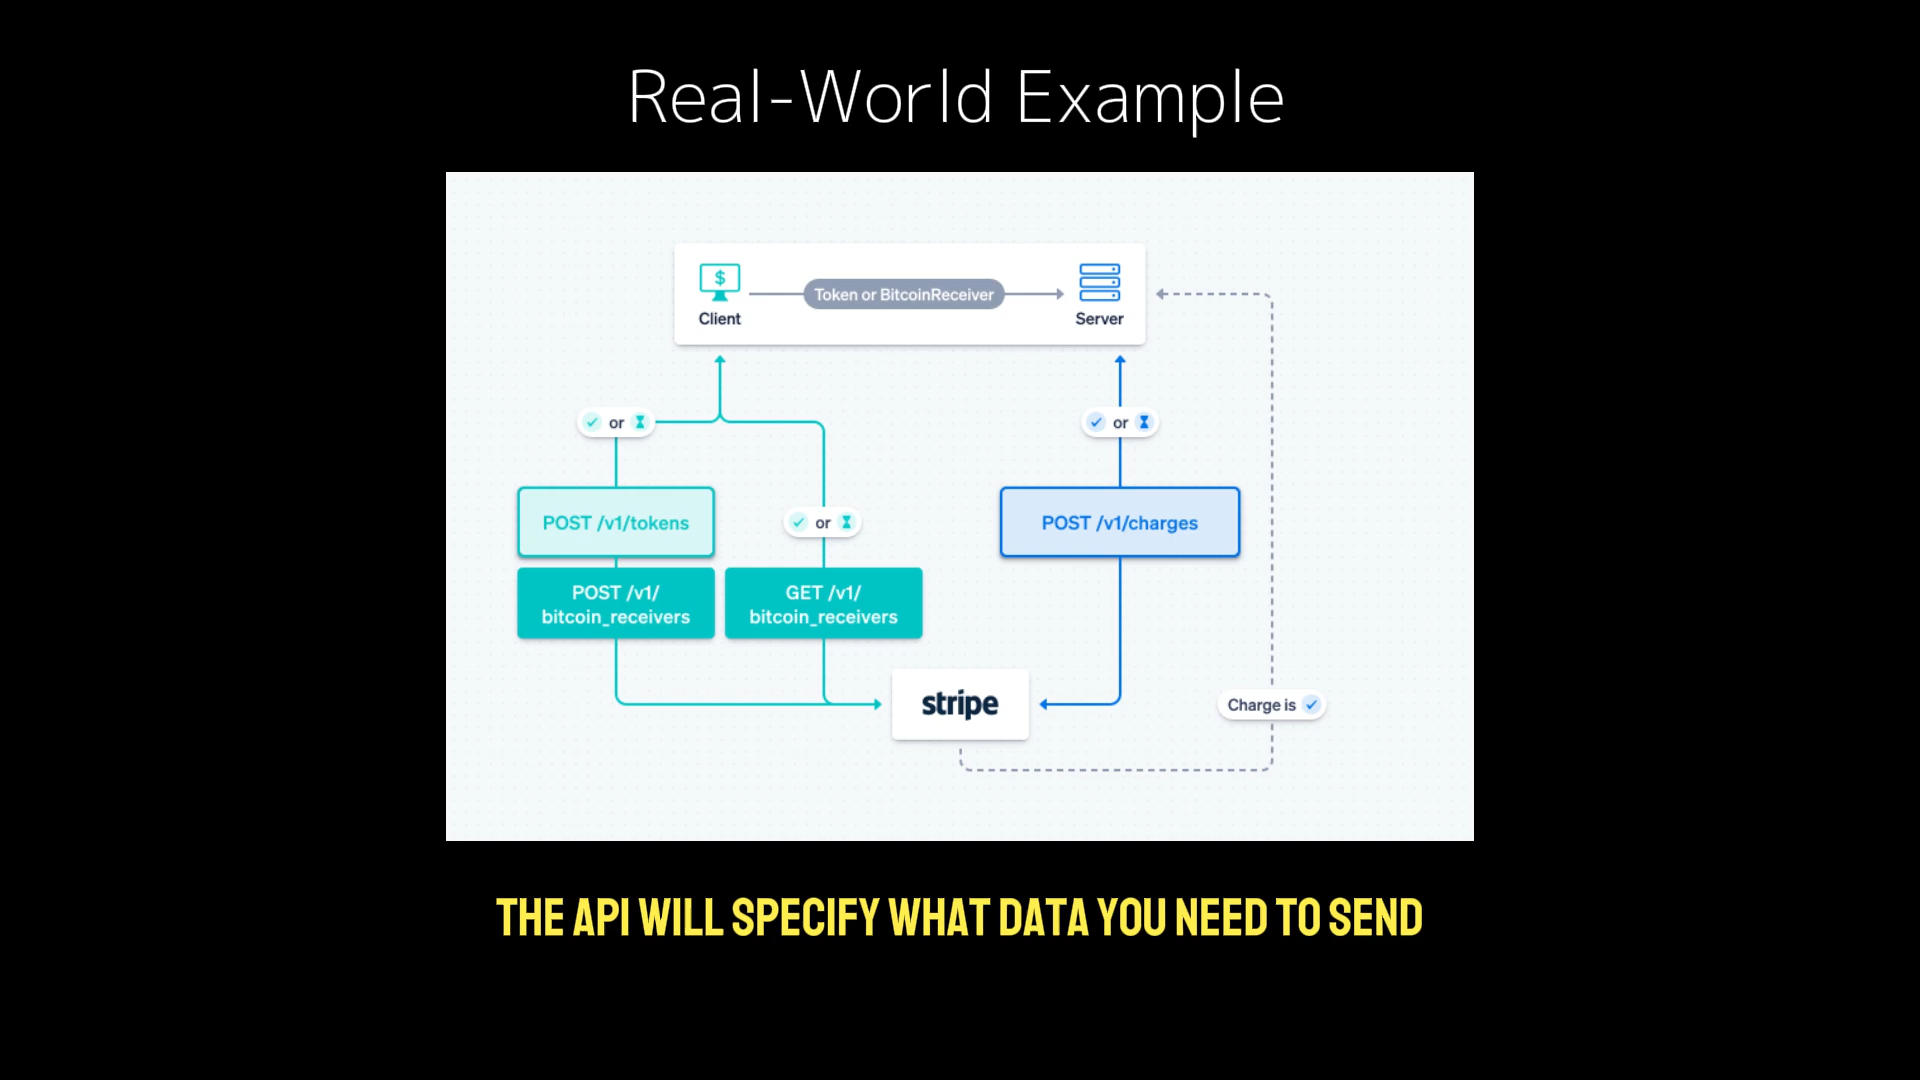 Real-World Example
$
Token or BitcoinReceiver
Client
Server
or
or
POST /v1/tokens
or
POST /v1/charges
POST /v1/
bitcoin_receivers
GET /v1/
bitcoin_receivers
stripe
Charge is
THE API WILL SPECIFY WHAT DATA YOU NEED TO SEND